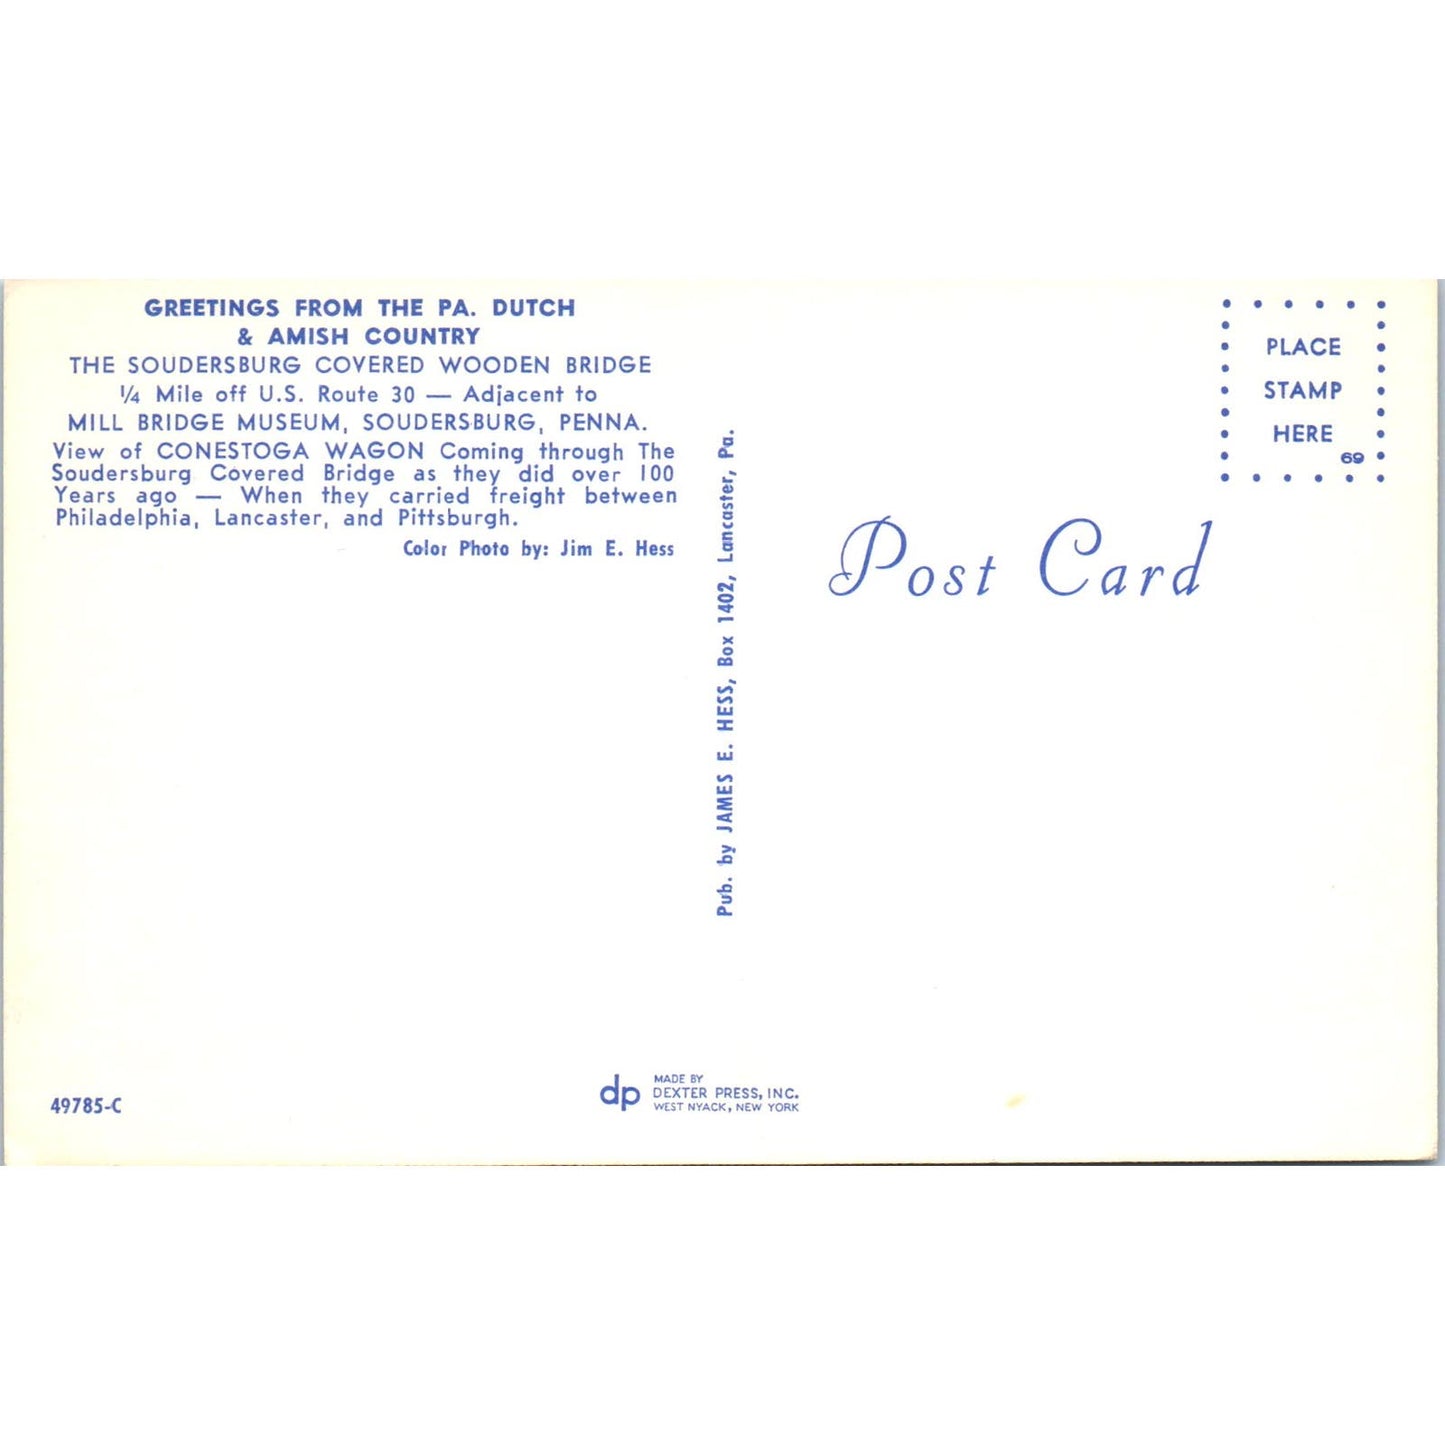 GREETINGS FROM THE PA. DUTCH
& AMISH COUNTRY
THE SOUDERSBURG COVERED WOODEN BRIDGE
1/4 Mile off U.S. Route 30 — Adjacent to
MILL BRIDGE MUSEUM, SOUDERSBURG, PENNA.
View of CONESTOGA WAGON Coming through The
Soudersburg Covered Bridge as they did over 100
Years ago — When they carried freight between
Philadelphia, Lancaster, and Pittsburgh.
Color Photo by: Jim E. Hess
49785-C
Pub. by JAMES E. HESS, Box 1402, Lancaster, Pa.
dp
MADE BY
DEXTER PRESS, INC.
WEST NYACK, NEW YORK
PLACE
STAMP
HERE
69
Post Card